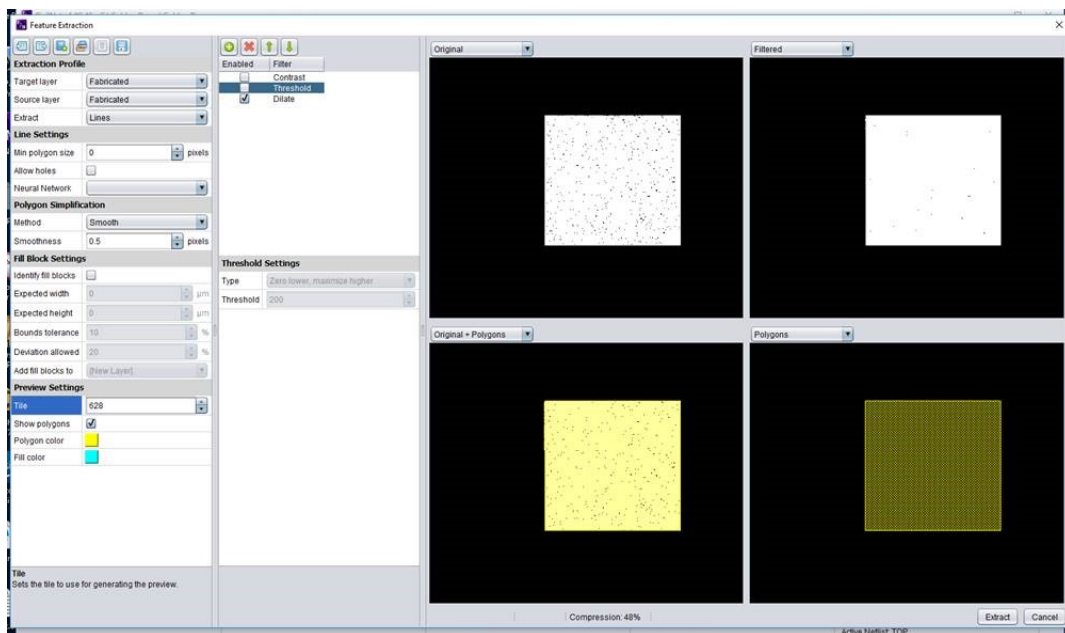 Feature Extraction
Extraction Profile
Target layer Fabricated
Source layer Fabricated
Extract Lines
Line Settings
Min polygon size 0 pixels
Allow holes
Neural Network
Polygon Simplification
Method Smooth
Smoothness 0.5 pixels
Fill Block Settings
Identify fill blocks
Expected width 0 µm
Expected height 0 µm
Bounds tolerance 10 %
Deviation allowed 20 %
Add fill blocks to [New Layer]
Preview Settings
Tile 628
Show polygons
Polygon color
Fill color
Tile
Sets the tile to use for generating the preview.
Enabled Filter
Contrast
Threshold
Dilate
Threshold Settings
Type Zero lower, maximize higher
Threshold 200
Original
Filtered
Original + Polygons
Polygons
Compression: 48%
Extract Cancel
Active Netlist: TOP